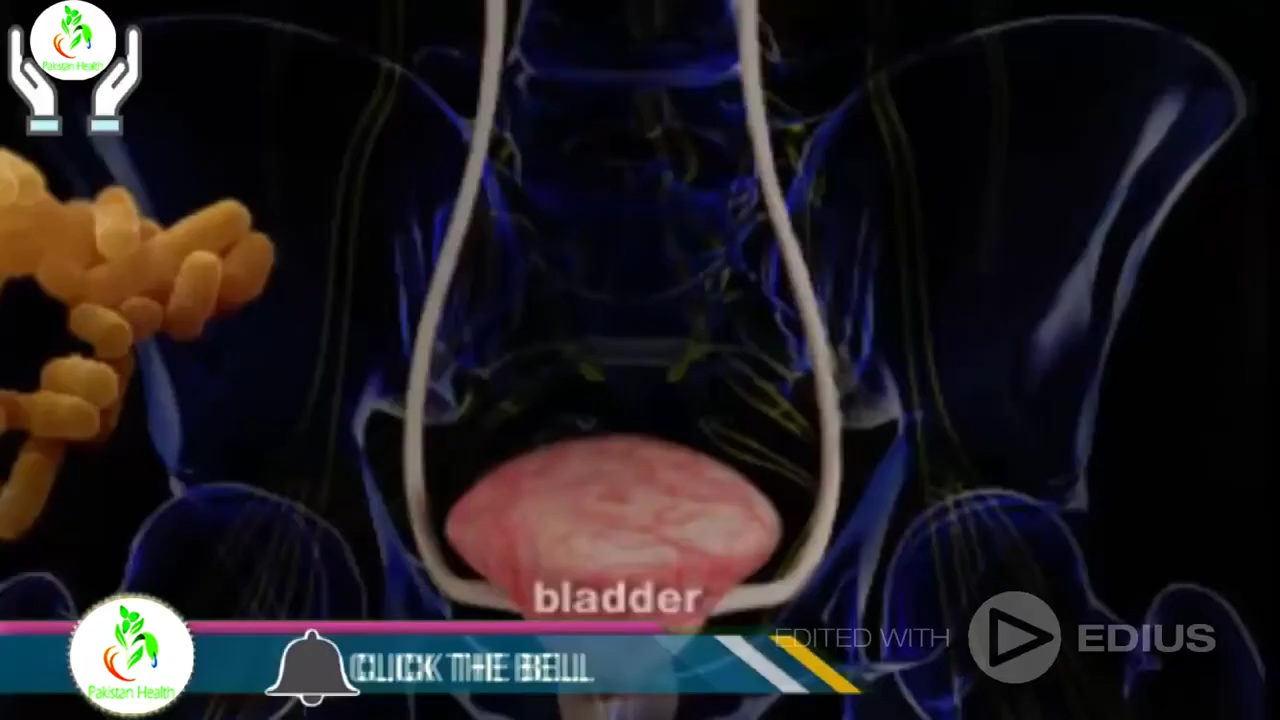 Pakistan Health
bladder
EDITED WITH EDIUS
CLICK THE BELL
Pakistan Health